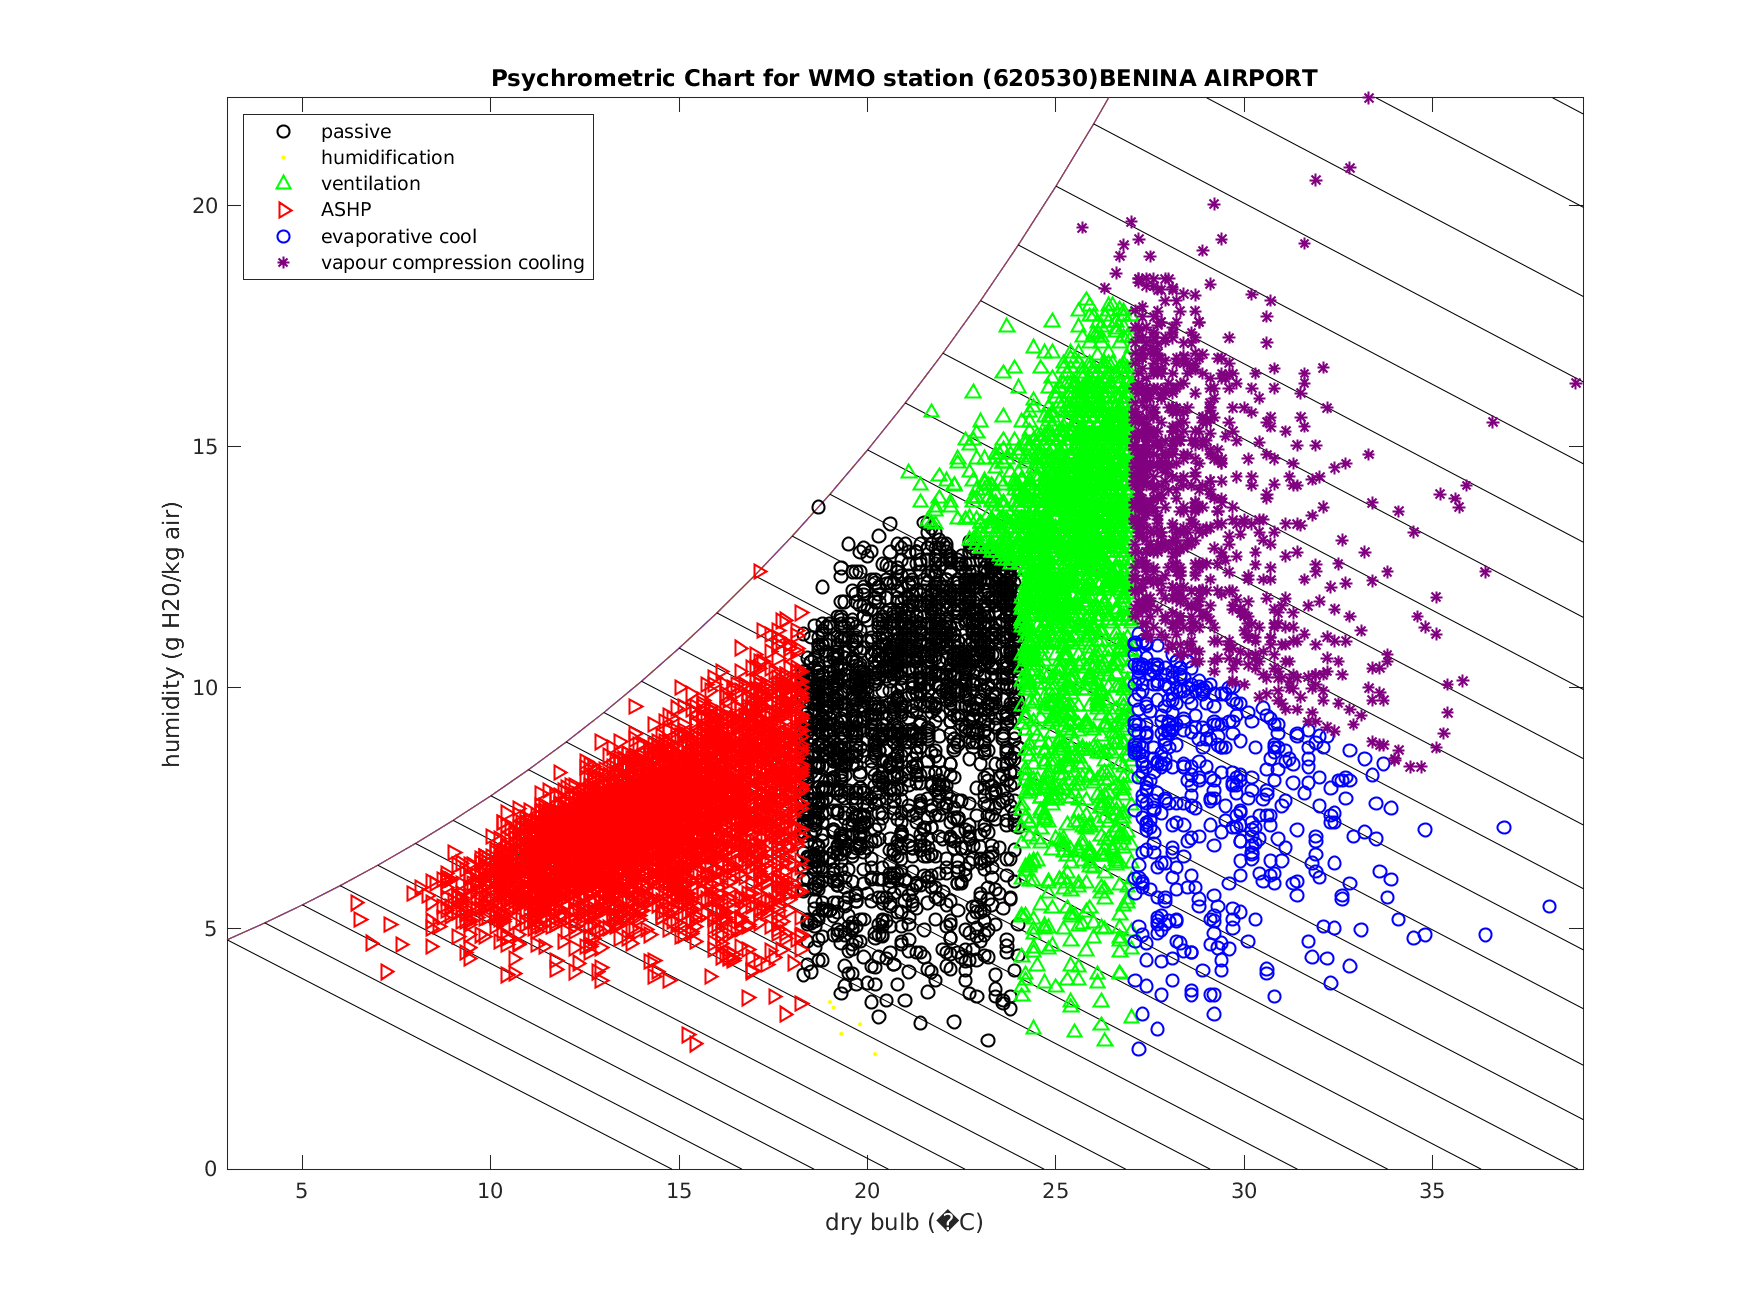 Psychrometric Chart for WMO station (620530)BENINA AIRPORT
passive
humidification
ventilation
ASHP
evaporative cool
vapour compression cooling
humidity (g H20/kg air)
20
15
10
5
0
5 10 15 20 25 30 35
dry bulb (�C)